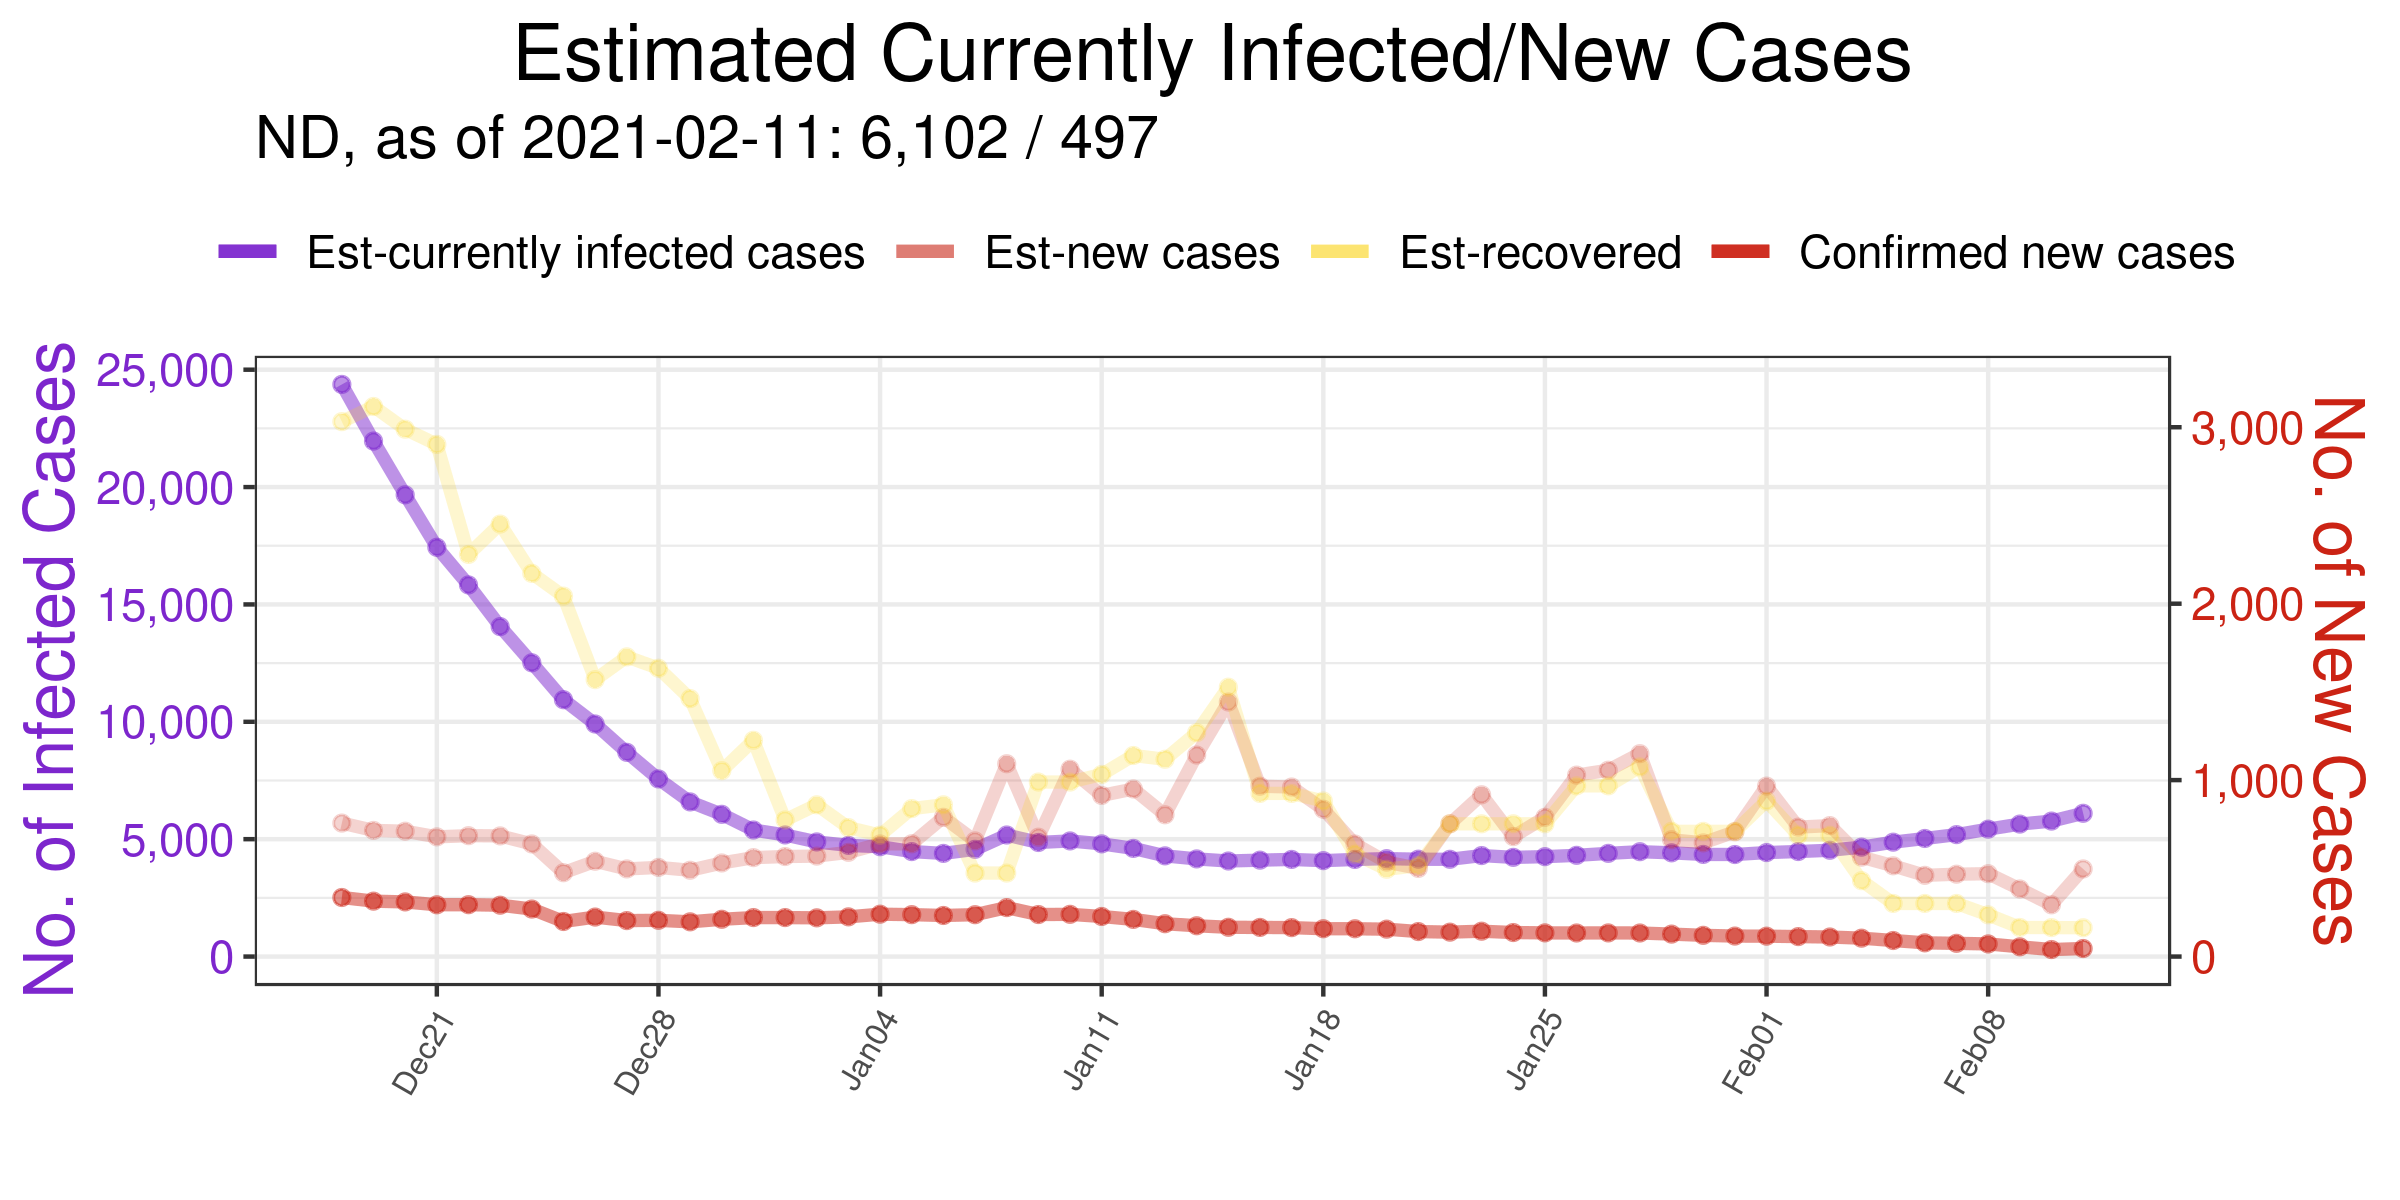 Estimated Currently Infected/New Cases
ND, as of 2021-02-11: 6,102 / 497
Est-currently infected cases Est-new cases Est-recovered Confirmed new cases
No. of Infected Cases
25,000
20,000
15,000
10,000
5,000
0
3,000
2,000
1,000
0
No. of New Cases
Dec21 Dec28 Jan04 Jan11 Jan18 Jan25 Feb01 Feb08